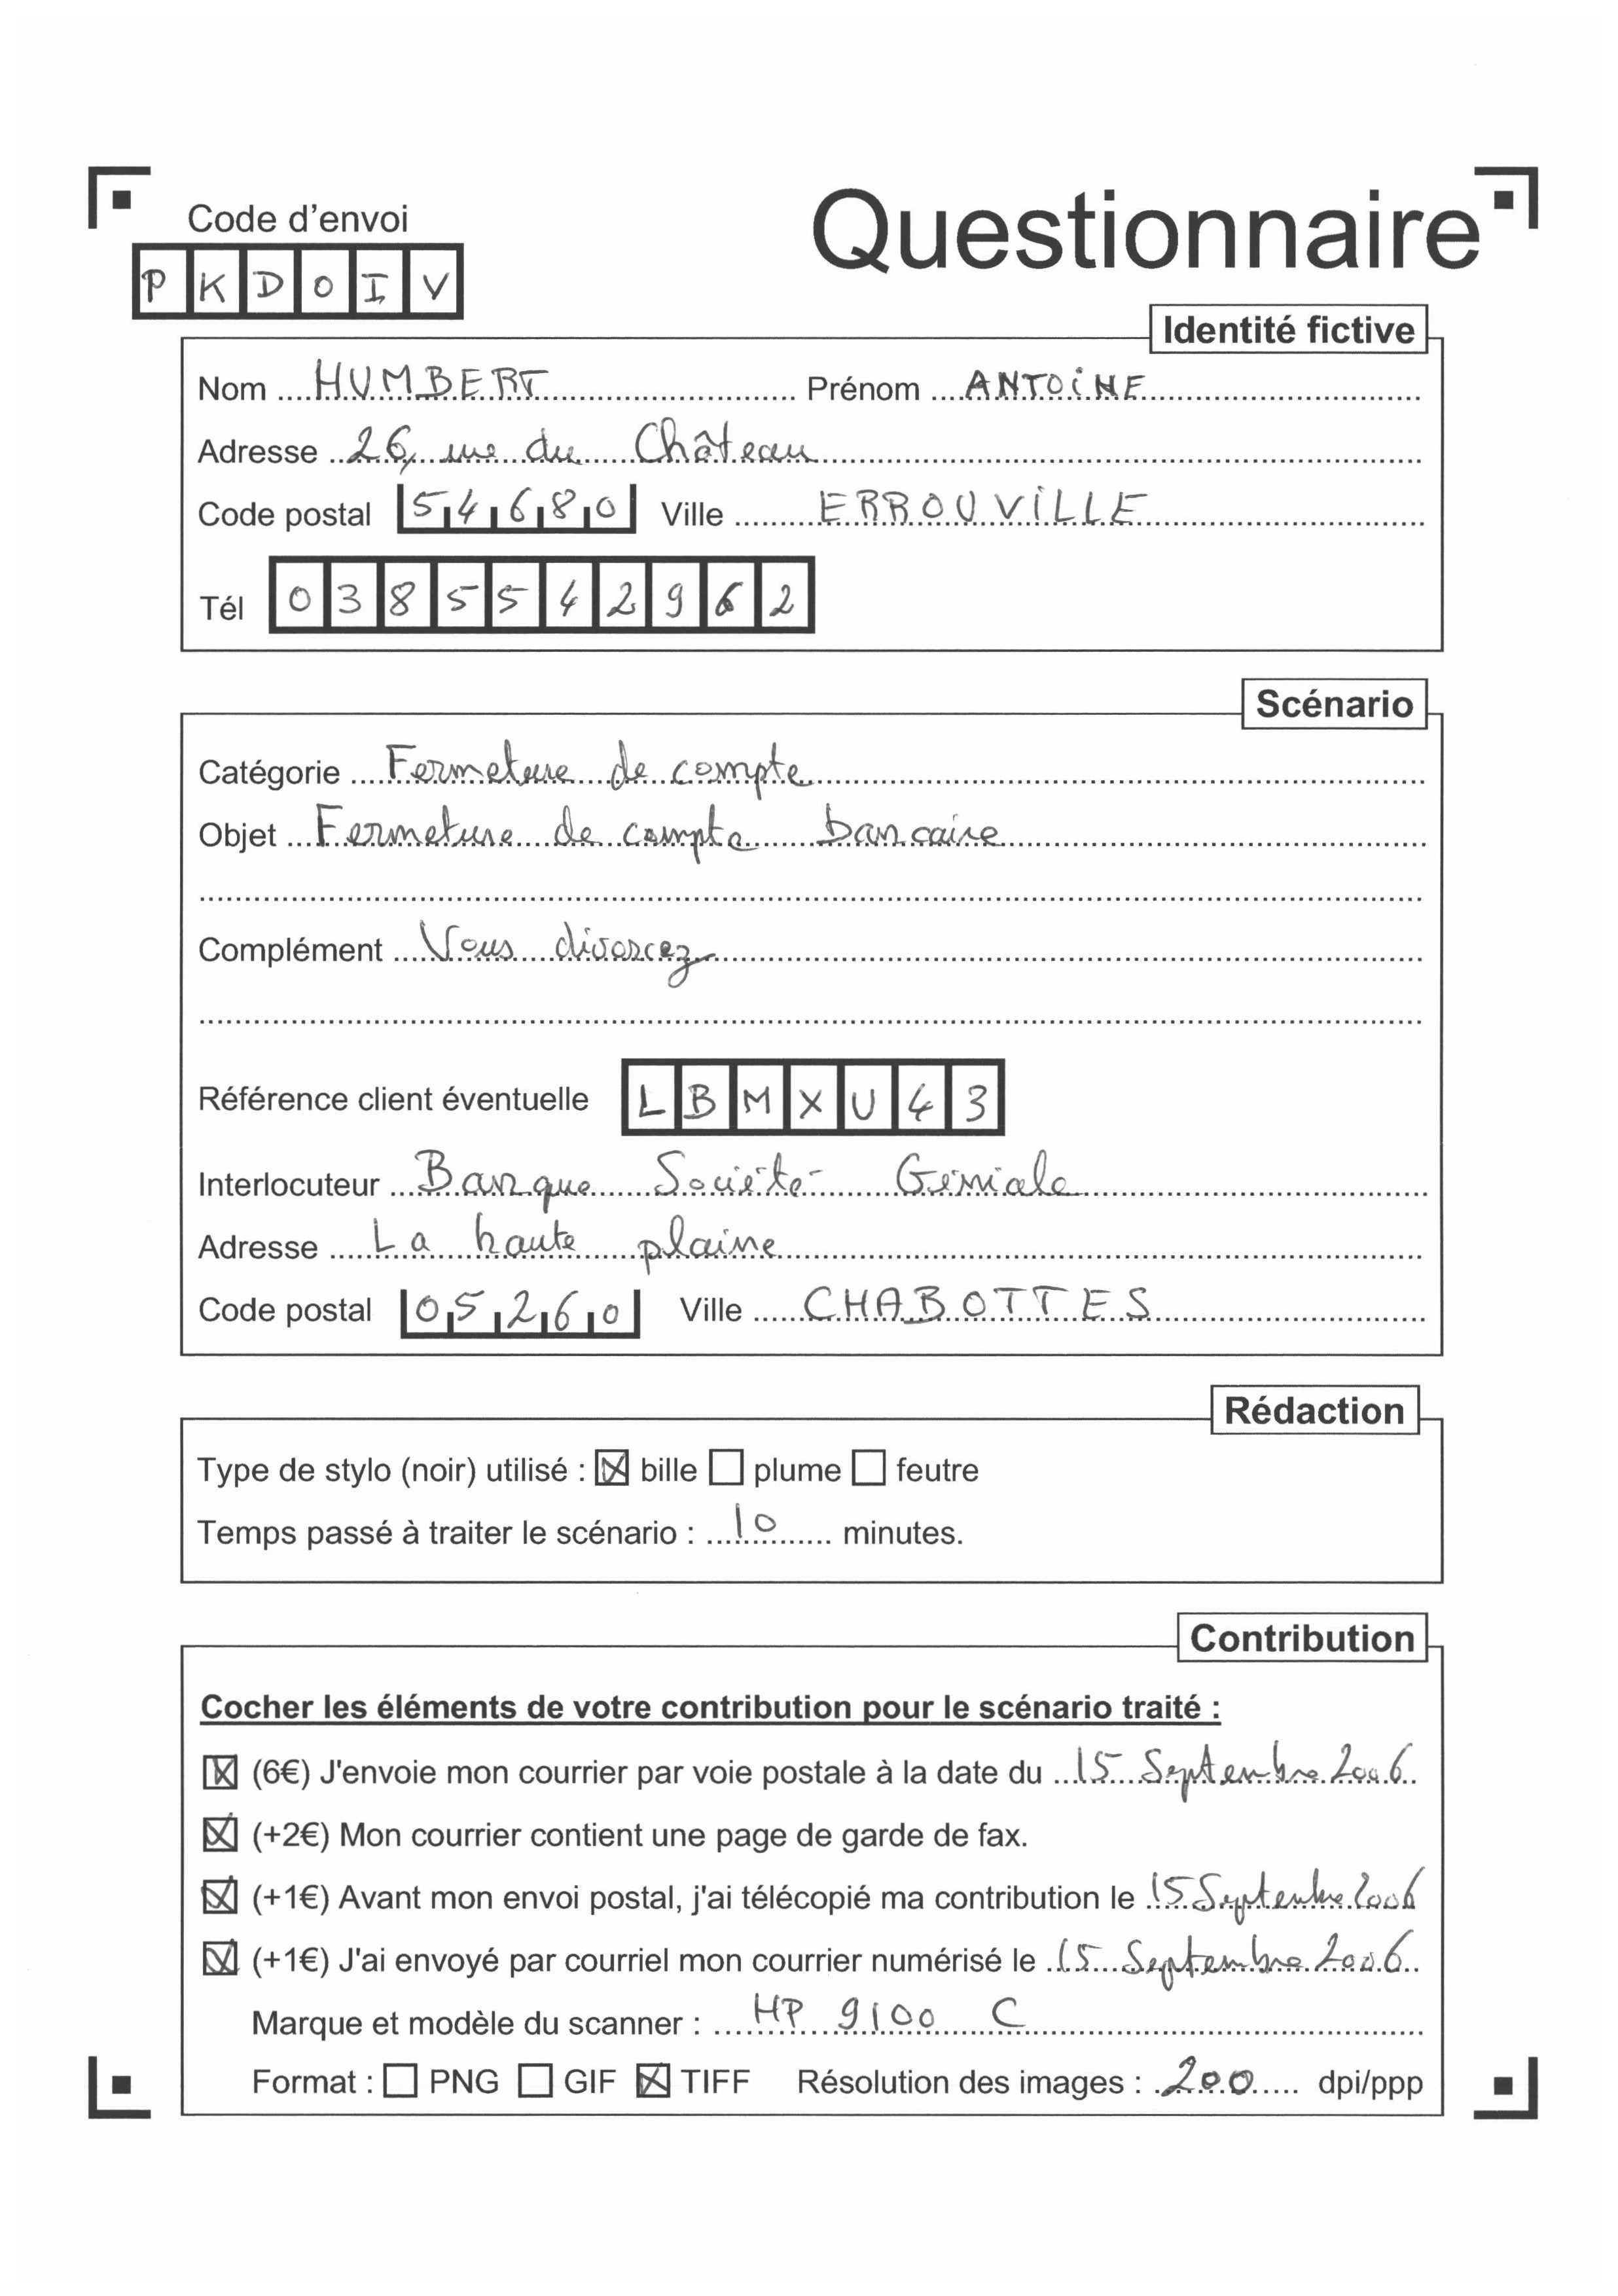 Code d'envoi
Questionnaire
P K D O I V
Identité fictive
Nom HUMBERT Prénom ANTOINE
Adresse 26, rue du Château
Code postal 54680 Ville ERROUVILLE
Tél 0385542962
Scénario
Catégorie Fermeture de compte
Objet Fermeture de compte bancaire
Complément Vous divorcez
Référence client éventuelle LBMXU43
Interlocuteur Banque Société Géniale
Adresse La haute plaine
Code postal 05260 Ville CHABOTTES
Rédaction
Type de stylo (noir) utilisé : ☒ bille ☐ plume ☐ feutre
Temps passé à traiter le scénario : 10 minutes.
Contribution
Cocher les éléments de votre contribution pour le scénario traité :
☒ (6€) J'envoie mon courrier par voie postale à la date du 15 Septembre 2006
☒ (+2€) Mon courrier contient une page de garde de fax.
☒ (+1€) Avant mon envoi postal, j'ai télécopié ma contribution le 15 Septembre 2006
☒ (+1€) J'ai envoyé par courriel mon courrier numérisé le 15 Septembre 2006
Marque et modèle du scanner : HP 9100 C
Format : ☐ PNG ☐ GIF ☒ TIFF Résolution des images : 200 dpi/ppp